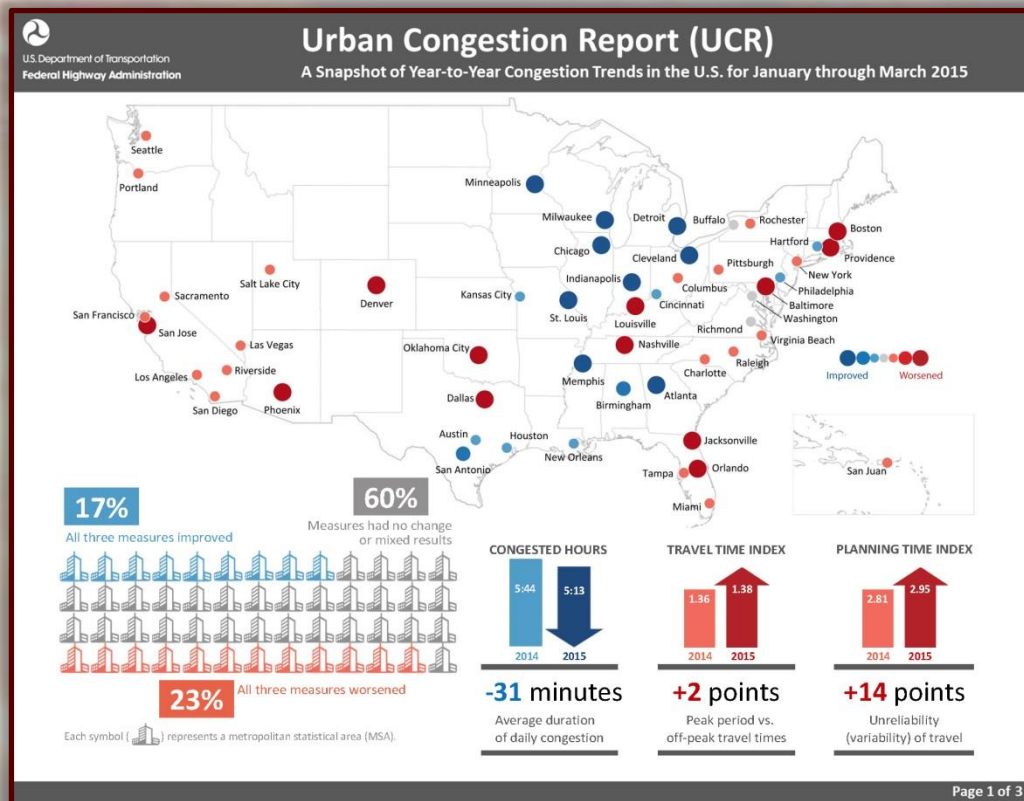 U.S. Department of Transportation
Federal Highway Administration
Urban Congestion Report (UCR)
A Snapshot of Year-to-Year Congestion Trends in the U.S. for January through March 2015
Seattle
Portland
Minneapolis
Milwaukee
Detroit
Buffalo
Rochester
Boston
Chicago
Cleveland
Hartford
Providence
Pittsburgh
New York
Salt Lake City
Denver
Indianapolis
Columbus
Philadelphia
Sacramento
Kansas City
Cincinnati
Baltimore
San Francisco
St. Louis
Louisville
Washington
San Jose
Richmond
Virginia Beach
Las Vegas
Oklahoma City
Nashville
Raleigh
Riverside
Los Angeles
Memphis
Charlotte
San Diego
Phoenix
Dallas
Birmingham
Atlanta
Improved
Worsened
Austin
Houston
New Orleans
Jacksonville
San Antonio
Tampa
Orlando
Miami
San Juan
17%
All three measures improved
60%
Measures had no change
or mixed results
23%
All three measures worsened
Each symbol ( ) represents a metropolitan statistical area (MSA).
CONGESTED HOURS
5:44
5:13
2014
2015
-31 minutes
Average duration
of daily congestion
TRAVEL TIME INDEX
1.36
1.38
2014
2015
+2 points
Peak period vs.
off-peak travel times
PLANNING TIME INDEX
2.81
2.95
2014
2015
+14 points
Unreliability
(variability) of travel
Page 1 of 3